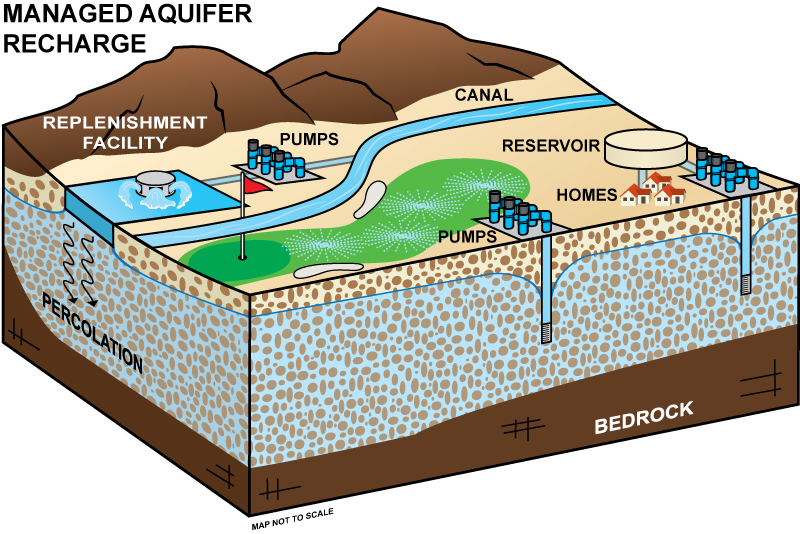 MANAGED AQUIFER
RECHARGE
CANAL
REPLENISHMENT
FACILITY
PUMPS
RESERVOIR
HOMES
PUMPS
PERCOLATION
BEDROCK
MAP NOT TO SCALE